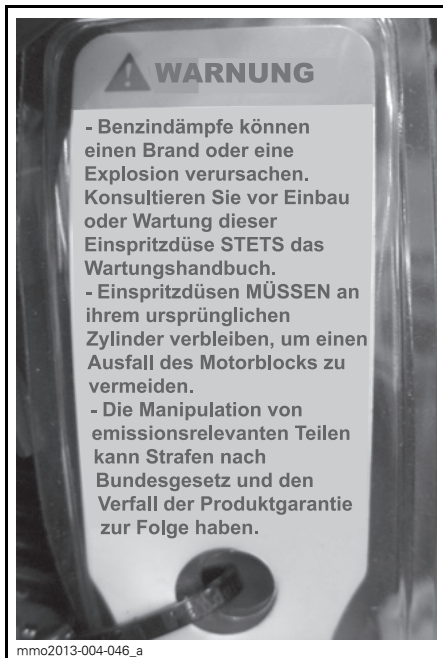 WARNUNG
- Benzindämpfe können
einen Brand oder eine
Explosion verursachen.
Konsultieren Sie vor Einbau
oder Wartung dieser
Einspritzdüse STETS das
Wartungshandbuch.
- Einspritzdüsen MÜSSEN an
ihrem ursprünglichen
Zylinder verbleiben, um einen
Ausfall des Motorblocks zu
vermeiden.
- Die Manipulation von
emissionsrelevanten Teilen
kann Strafen nach
Bundesgesetz und den
Verfall der Produktgarantie
zur Folge haben.
mmo2013-004-046_a